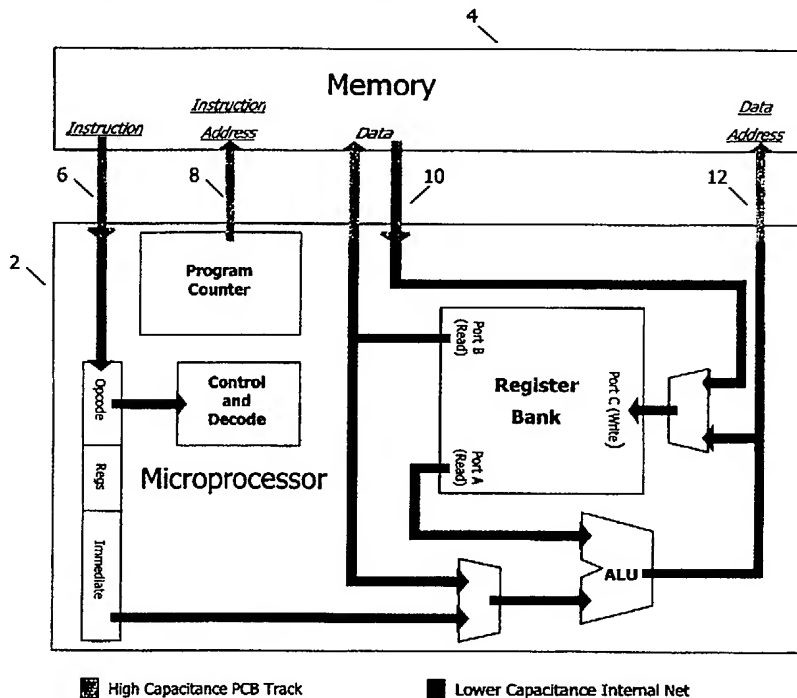 4
Memory
Instruction
Instruction
Address
Data
Data
Address
6
8
10
12
2
Program
Counter
Port B
(Read)
Register
Bank
Port C (Write)
Opcode
Control
and
Decode
Regs
Microprocessor
Port A
(Read)
Immediate
ALU
High Capacitance PCB Track
Lower Capacitance Internal Net